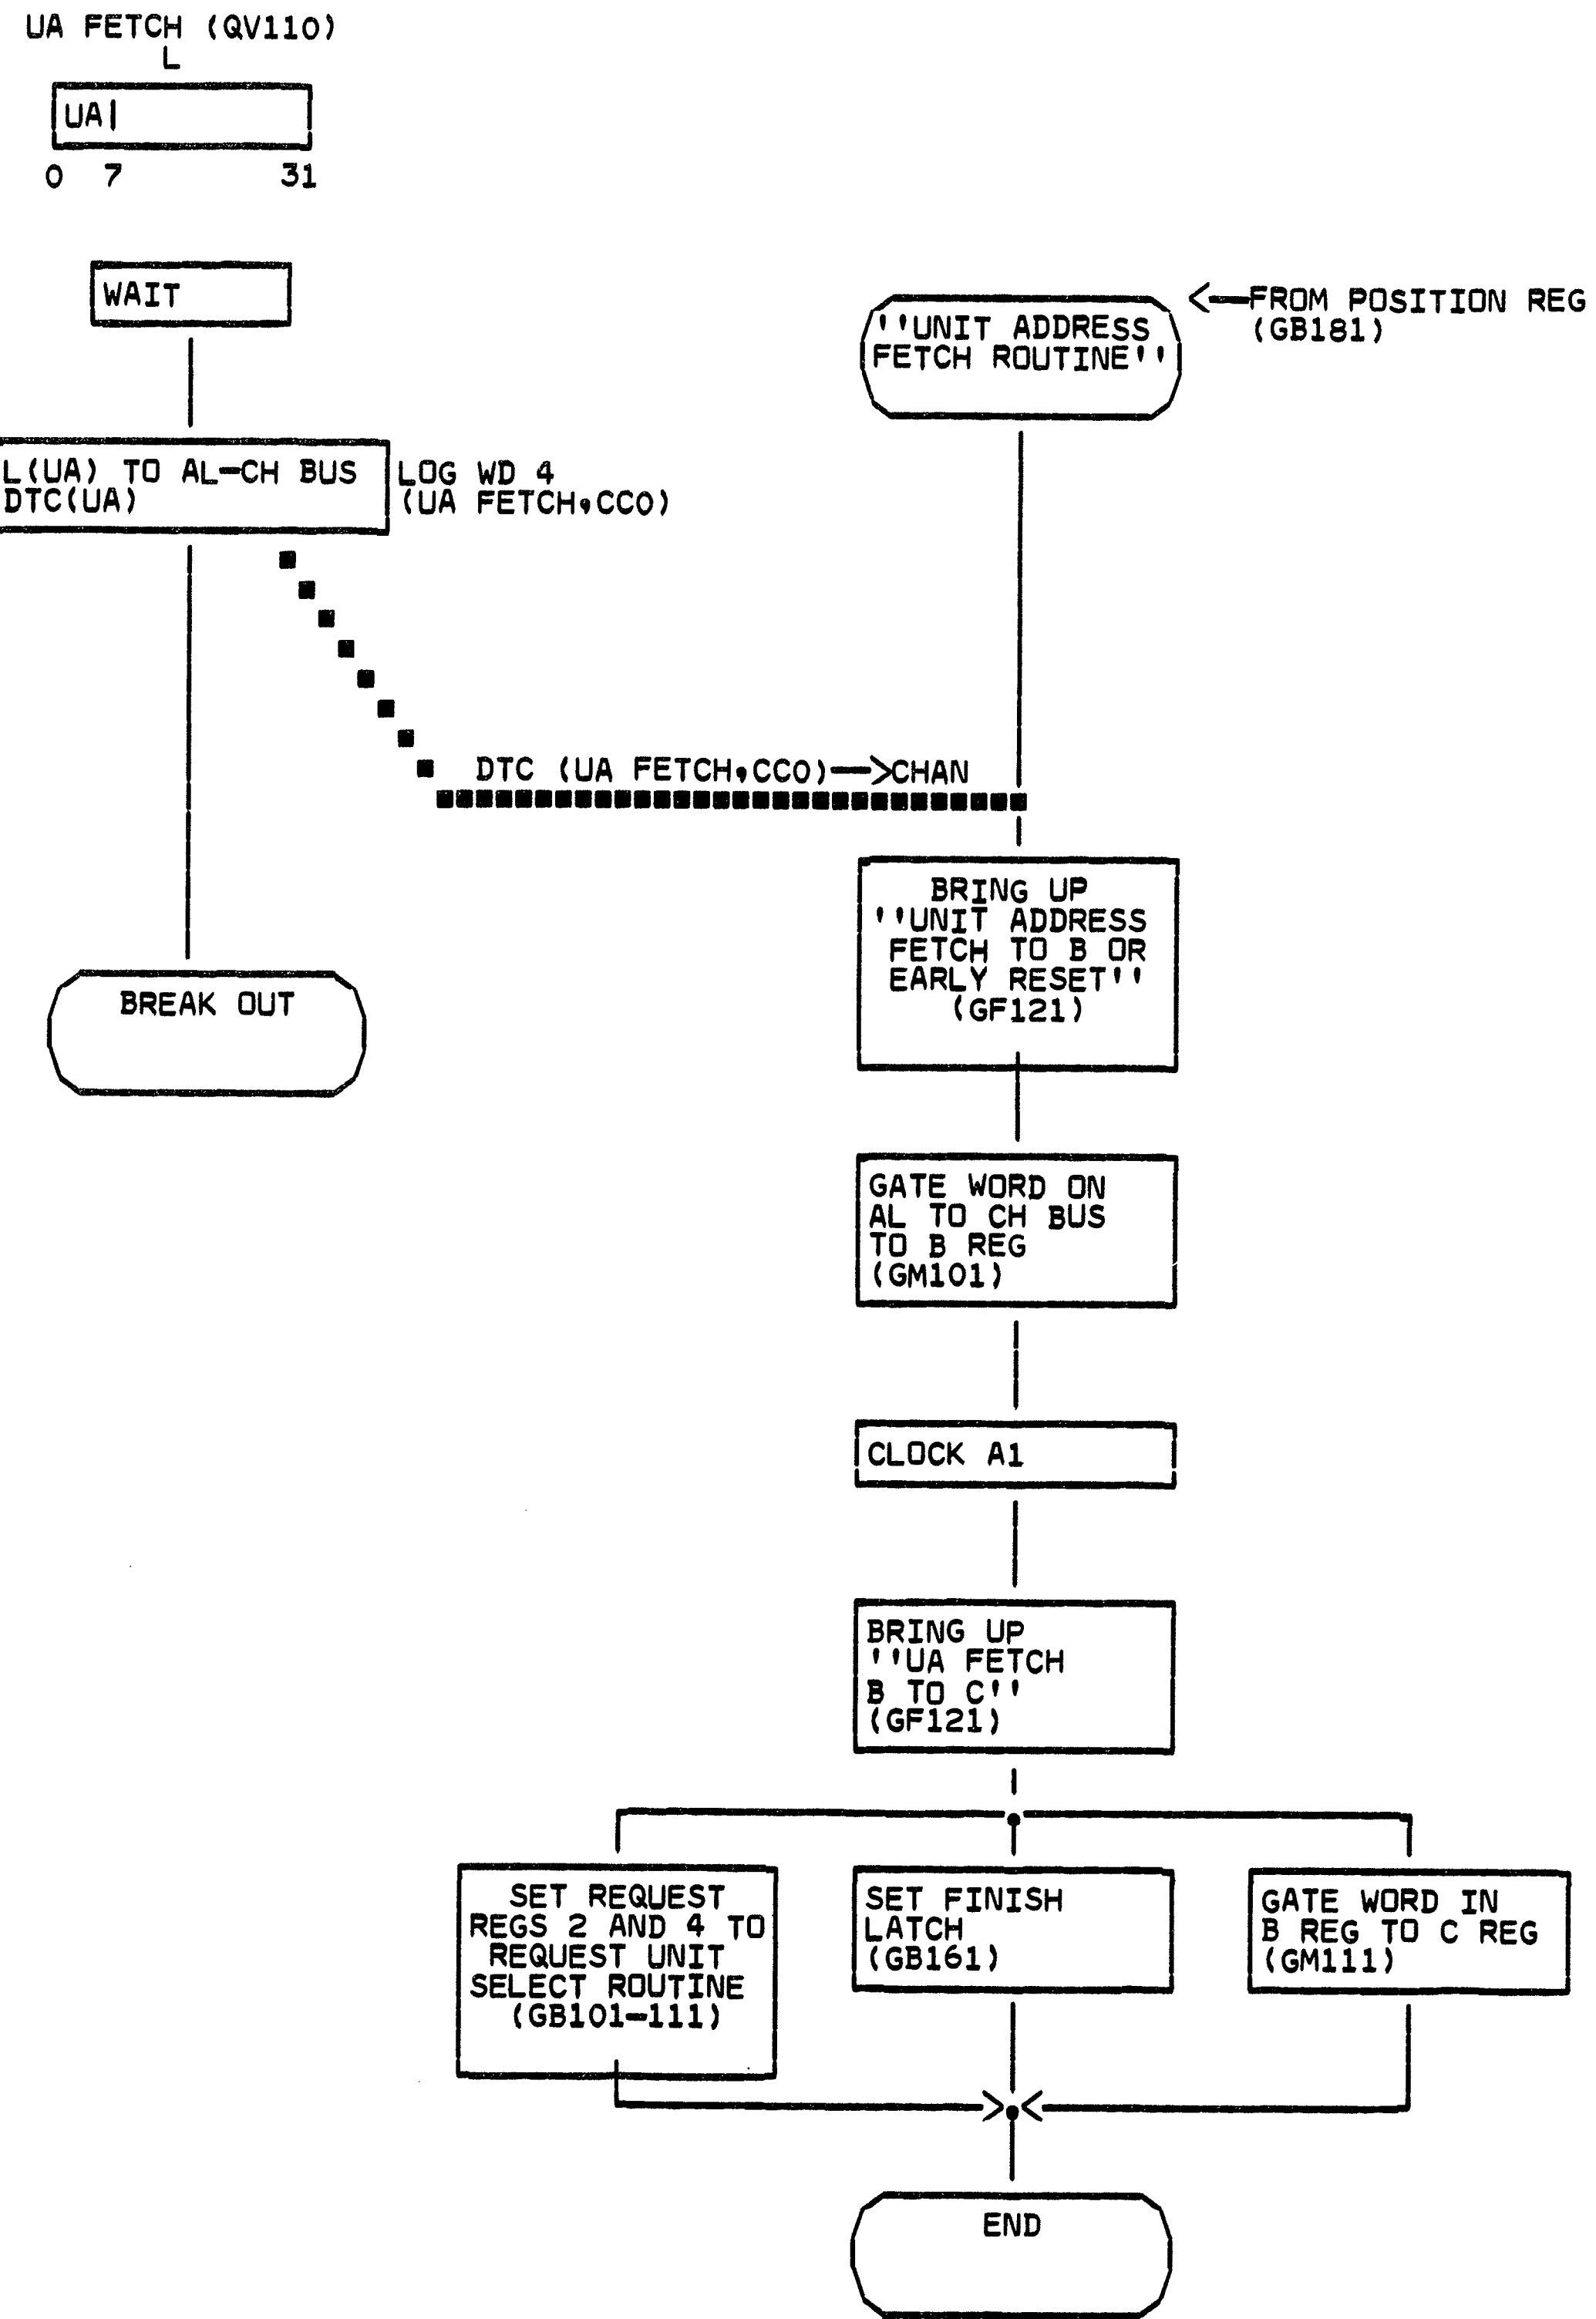 UA FETCH (QV110)
L
UA|
0 7 31
WAIT
L(UA) TO AL-CH BUS
DTC(UA)
LOG WD 4
(UA FETCH,CC0)
''UNIT ADDRESS
FETCH ROUTINE''
<—FROM POSITION REG
(GB181)
DTC (UA FETCH,CC0)—>CHAN
BREAK OUT
BRING UP
''UNIT ADDRESS
FETCH TO B OR
EARLY RESET''
(GF121)
GATE WORD ON
AL TO CH BUS
TO B REG
(GM101)
CLOCK A1
BRING UP
''UA FETCH
B TO C''
(GF121)
SET REQUEST
REGS 2 AND 4 TO
REQUEST UNIT
SELECT ROUTINE
(GB101-111)
SET FINISH
LATCH
(GB161)
GATE WORD IN
B REG TO C REG
(GM111)
END